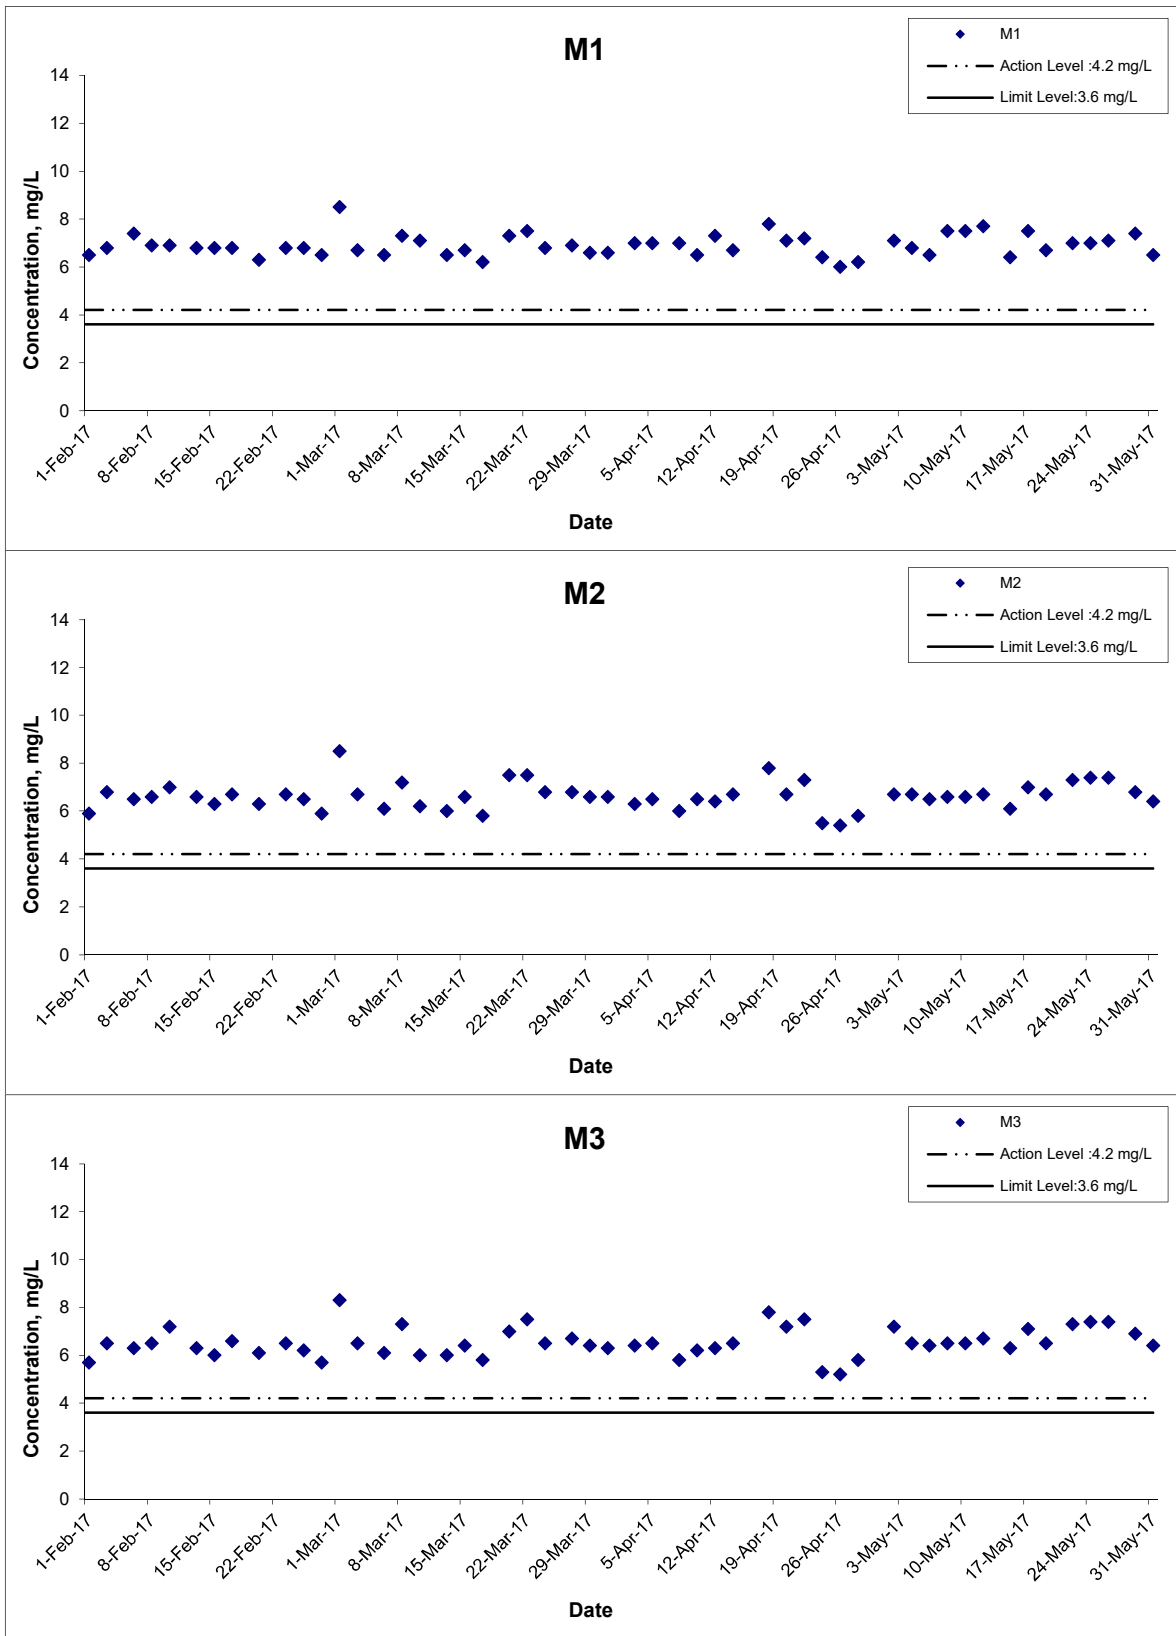 M1
M1
Action Level :4.2 mg/L
Limit Level:3.6 mg/L
Concentration, mg/L
14
12
10
8
6
4
2
0
1-Feb-17
8-Feb-17
15-Feb-17
22-Feb-17
1-Mar-17
8-Mar-17
15-Mar-17
22-Mar-17
29-Mar-17
5-Apr-17
12-Apr-17
19-Apr-17
26-Apr-17
3-May-17
10-May-17
17-May-17
24-May-17
31-May-17
Date
M2
M2
Action Level :4.2 mg/L
Limit Level:3.6 mg/L
Concentration, mg/L
14
12
10
8
6
4
2
0
1-Feb-17
8-Feb-17
15-Feb-17
22-Feb-17
1-Mar-17
8-Mar-17
15-Mar-17
22-Mar-17
29-Mar-17
5-Apr-17
12-Apr-17
19-Apr-17
26-Apr-17
3-May-17
10-May-17
17-May-17
24-May-17
31-May-17
Date
M3
M3
Action Level :4.2 mg/L
Limit Level:3.6 mg/L
Concentration, mg/L
14
12
10
8
6
4
2
0
1-Feb-17
8-Feb-17
15-Feb-17
22-Feb-17
1-Mar-17
8-Mar-17
15-Mar-17
22-Mar-17
29-Mar-17
5-Apr-17
12-Apr-17
19-Apr-17
26-Apr-17
3-May-17
10-May-17
17-May-17
24-May-17
31-May-17
Date